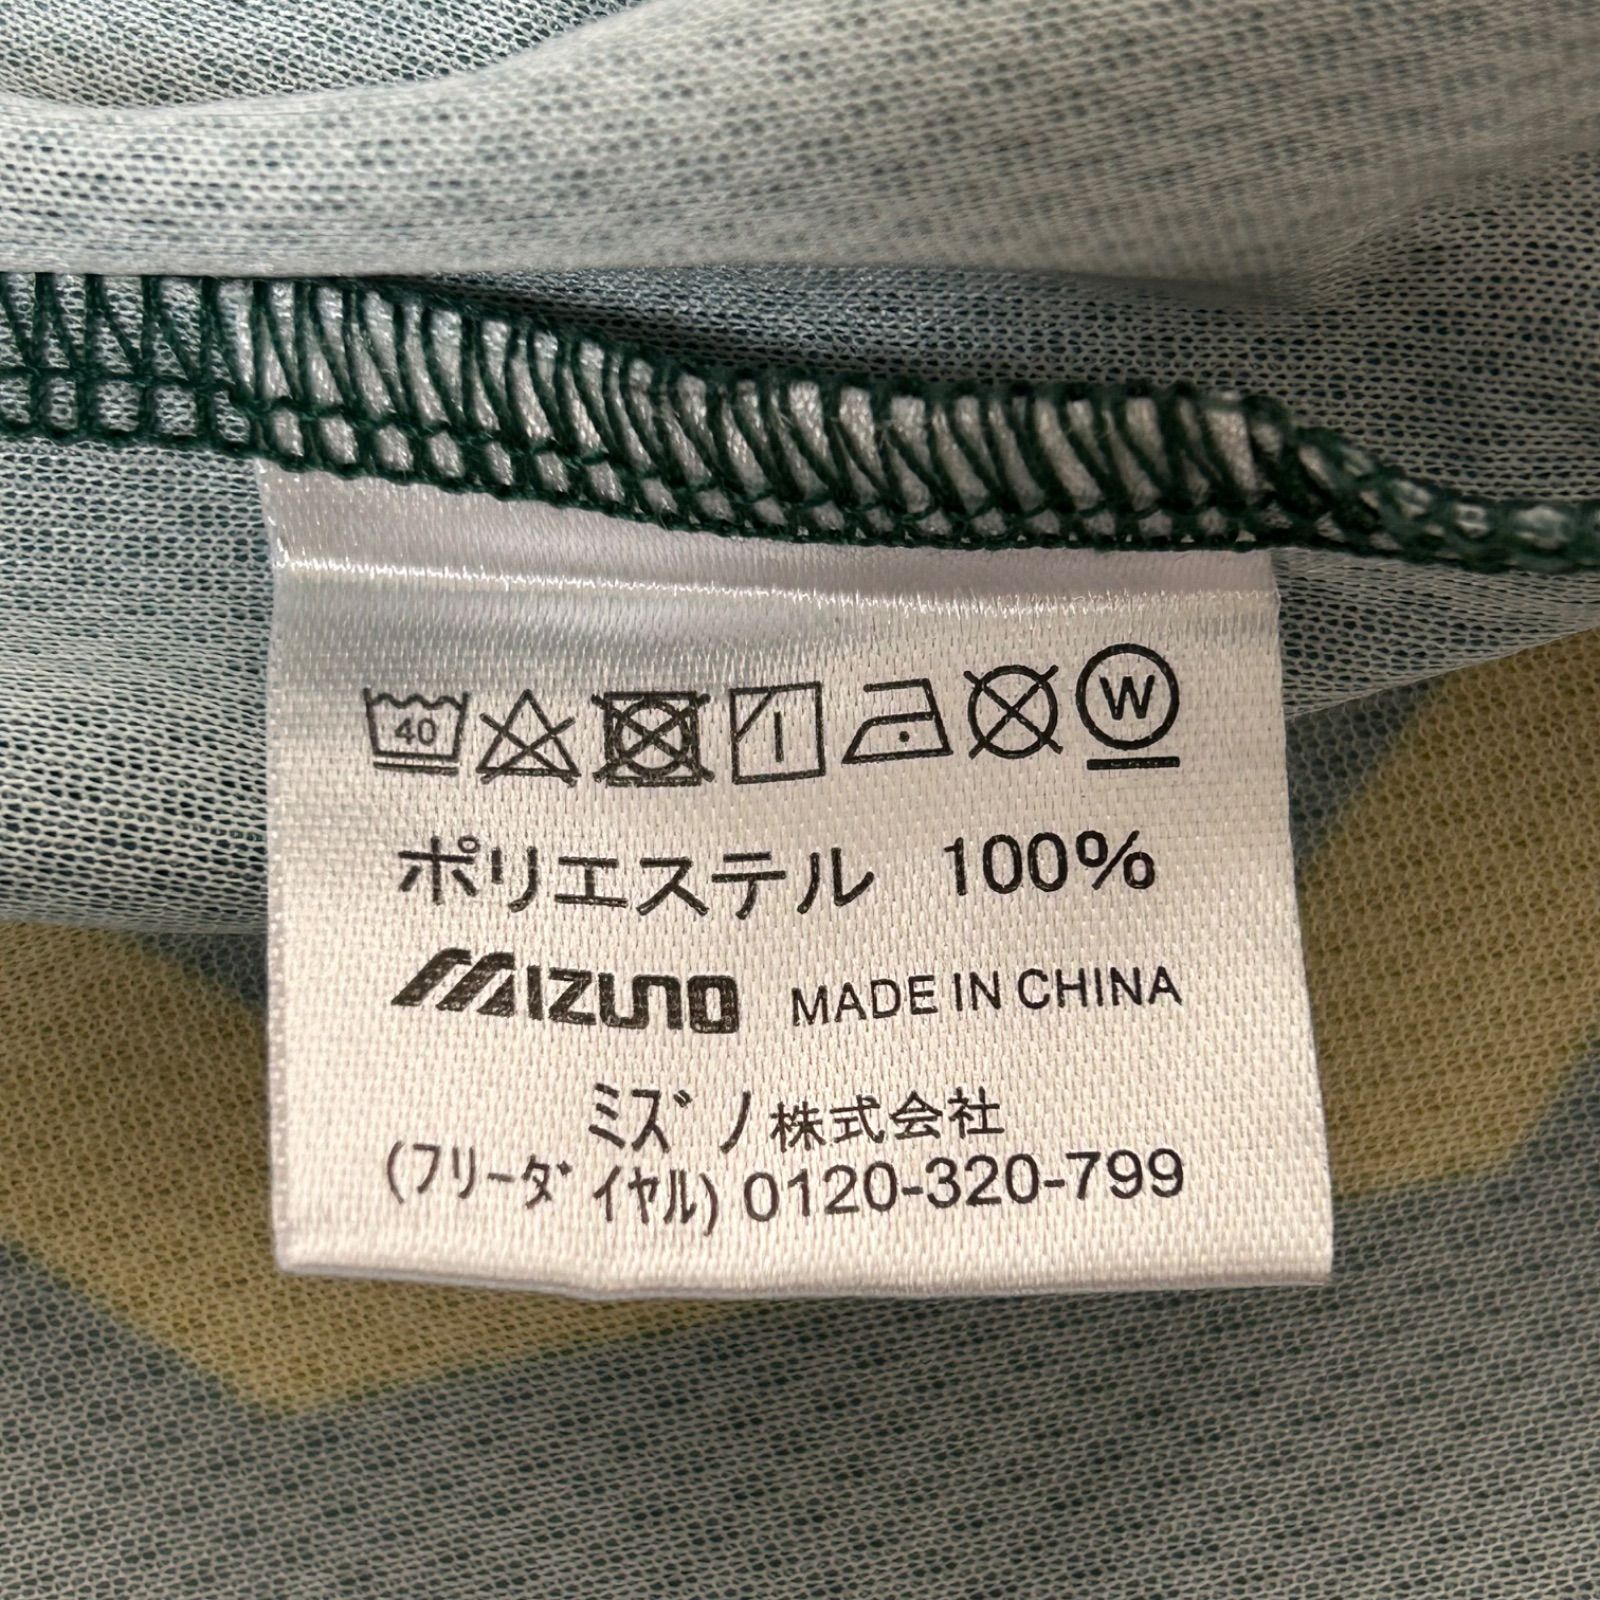 40 W
ポリエステル 100%
MIZUNO MADE IN CHINA
ミズノ株式会社
(フリーダイヤル) 0120-320-799